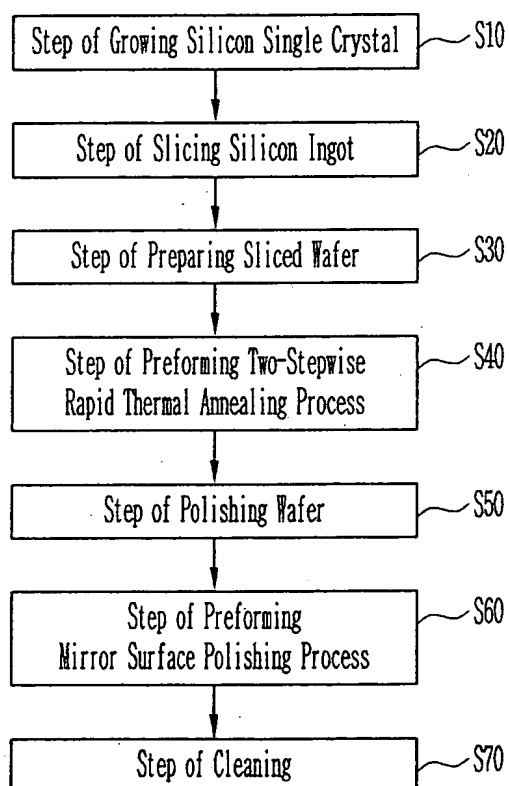 Step of Growing Silicon Single Crystal
S10
Step of Slicing Silicon Ingot
S20
Step of Preparing Sliced Wafer
S30
Step of Preforming Two-Stepwise
Rapid Thermal Annealing Process
S40
Step of Polishing Wafer
S50
Step of Preforming
Mirror Surface Polishing Process
S60
Step of Cleaning
S70